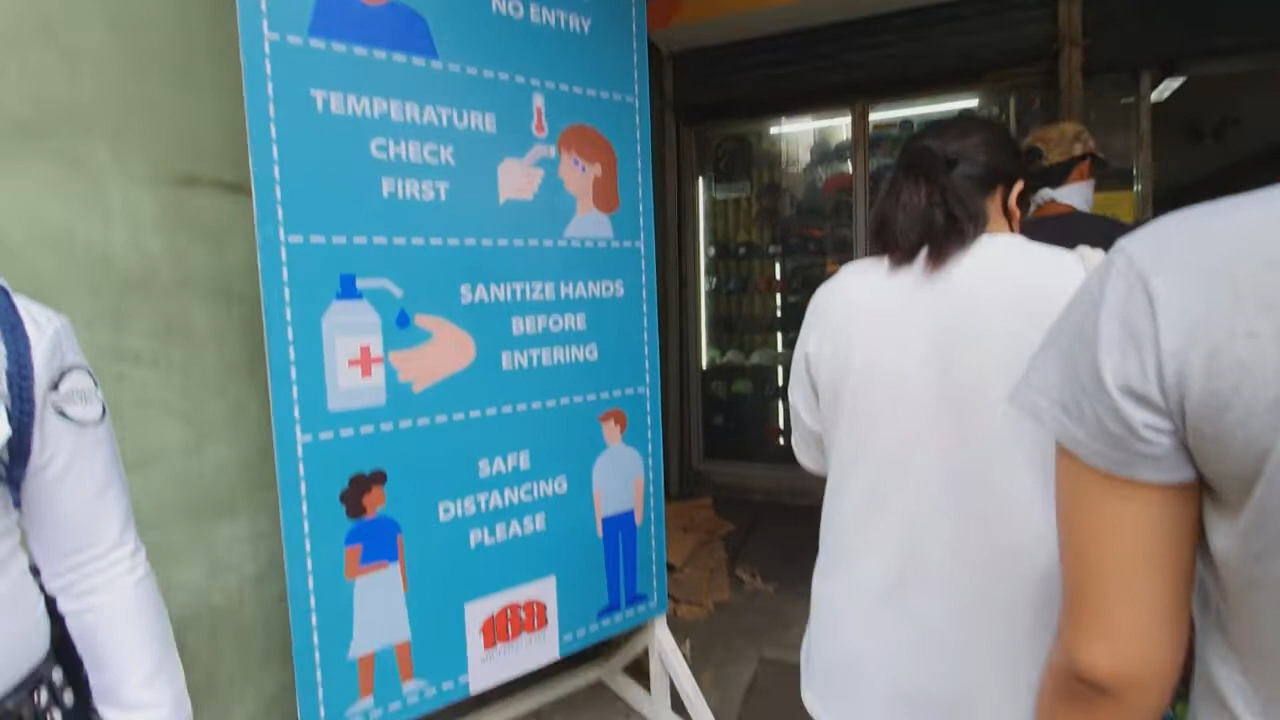 NO ENTRY
TEMPERATURE
CHECK
FIRST
SANITIZE HANDS
BEFORE
ENTERING
SAFE
DISTANCING
PLEASE
168